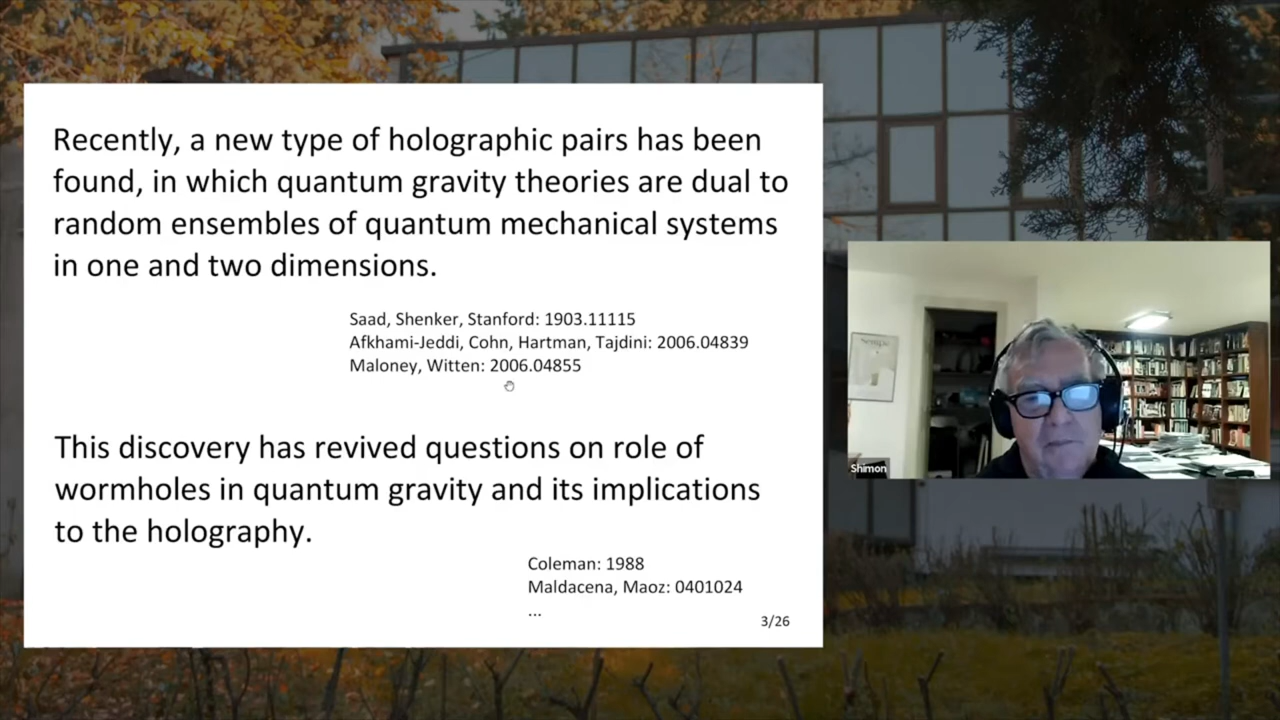 Recently, a new type of holographic pairs has been
found, in which quantum gravity theories are dual to
random ensembles of quantum mechanical systems
in one and two dimensions.
Saad, Shenker, Stanford: 1903.11115
Afkhami-Jeddi, Cohn, Hartman, Tajdini: 2006.04839
Maloney, Witten: 2006.04855
This discovery has revived questions on role of
wormholes in quantum gravity and its implications
to the holography.
Coleman: 1988
Maldacena, Maoz: 0401024
...
3/26
Shimon